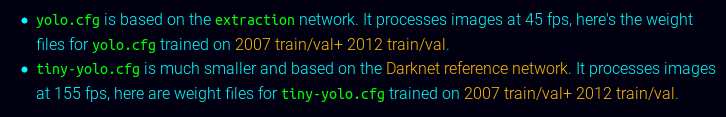 • yolo.cfg is based on the extraction network. It processes images at 45 fps, here's the weight
files for yolo.cfg trained on 2007 train/val+ 2012 train/val.
• tiny-yolo.cfg is much smaller and based on the Darknet reference network. It processes images
at 155 fps, here are weight files for tiny-yolo.cfg trained on 2007 train/val+ 2012 train/val.